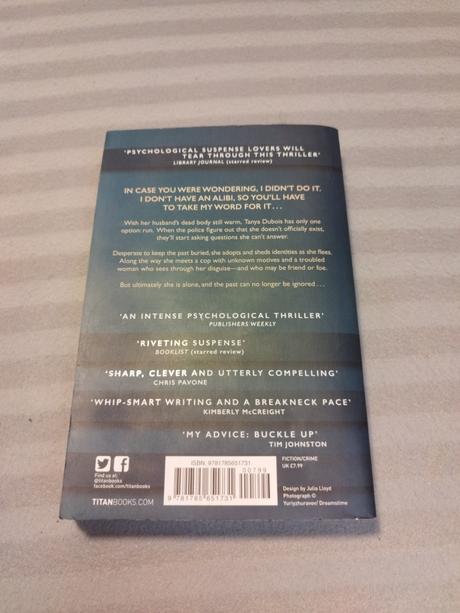 'PSYCHOLOGICAL SUSPENSE LOVERS WILL
TEAR THROUGH THIS THRILLER'
LIBRARY JOURNAL (starred review)
IN CASE YOU WERE WONDERING, I DIDN'T DO IT.
I DON'T HAVE AN ALIBI, SO YOU'LL HAVE
TO TAKE MY WORD FOR IT...
With her husband's dead body still warm, Tanya Dubois has only one
option: run. When the police figure out that she doesn't officially exist,
they'll start asking questions she can't answer.
Desperate to keep the past buried, she adopts and sheds identities as she flees.
Along the way she meets a cop with unknown motives and a troubled
woman who sees through her disguise—and who may be friend or foe.
But ultimately she is alone, and the past can no longer be ignored...
'AN INTENSE PSYCHOLOGICAL THRILLER'
PUBLISHERS WEEKLY
'RIVETING SUSPENSE'
BOOKLIST (starred review)
'SHARP, CLEVER AND UTTERLY COMPELLING'
CHRIS PAVONE
'WHIP-SMART WRITING AND A BREAKNECK PACE'
KIMBERLY McCREIGHT
'MY ADVICE: BUCKLE UP'
TIM JOHNSTON
Find us at:
@titanbooks
facebook.com/titanbooks
TITANBOOKS.COM
ISBN: 9781785651731
00799
9 781785 651731
FICTION/CRIME
UK £7.99
Design by Julia Lloyd
Photograph ©
Yuriyzhuravov/ Dreamstime